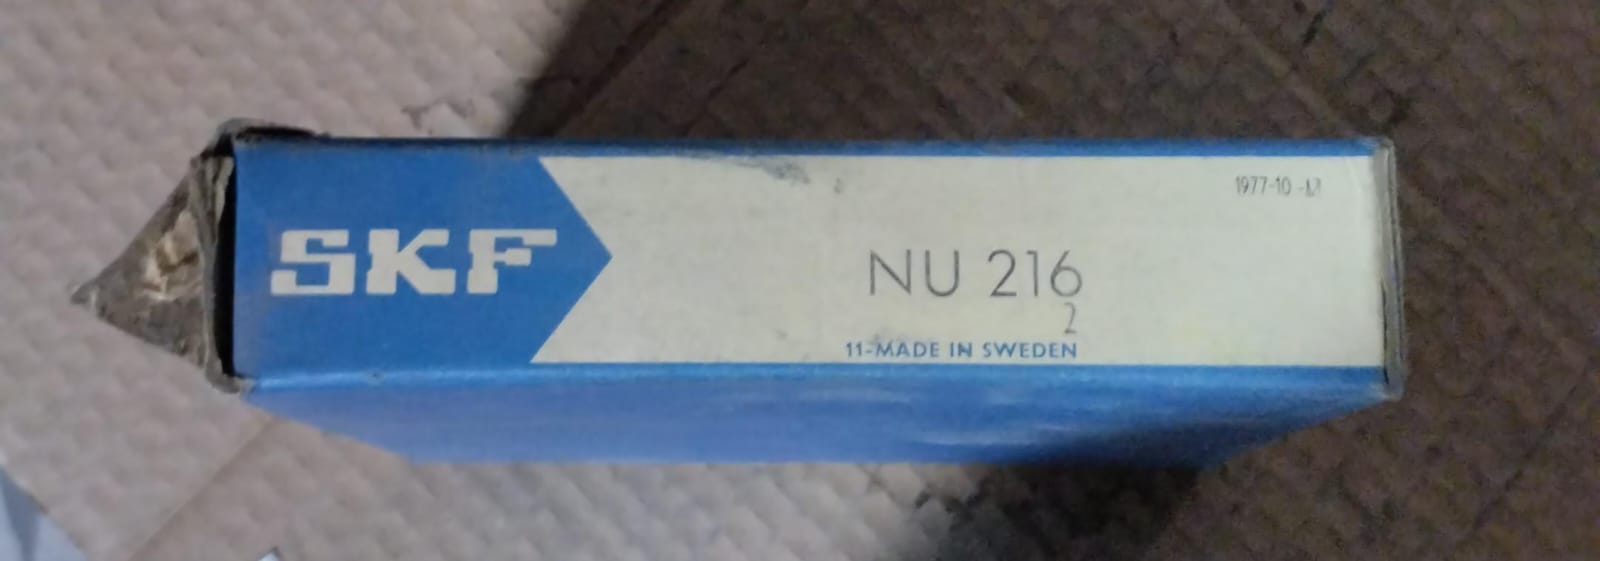 SKF
1977-10
NU 216
2
11-MADE IN SWEDEN